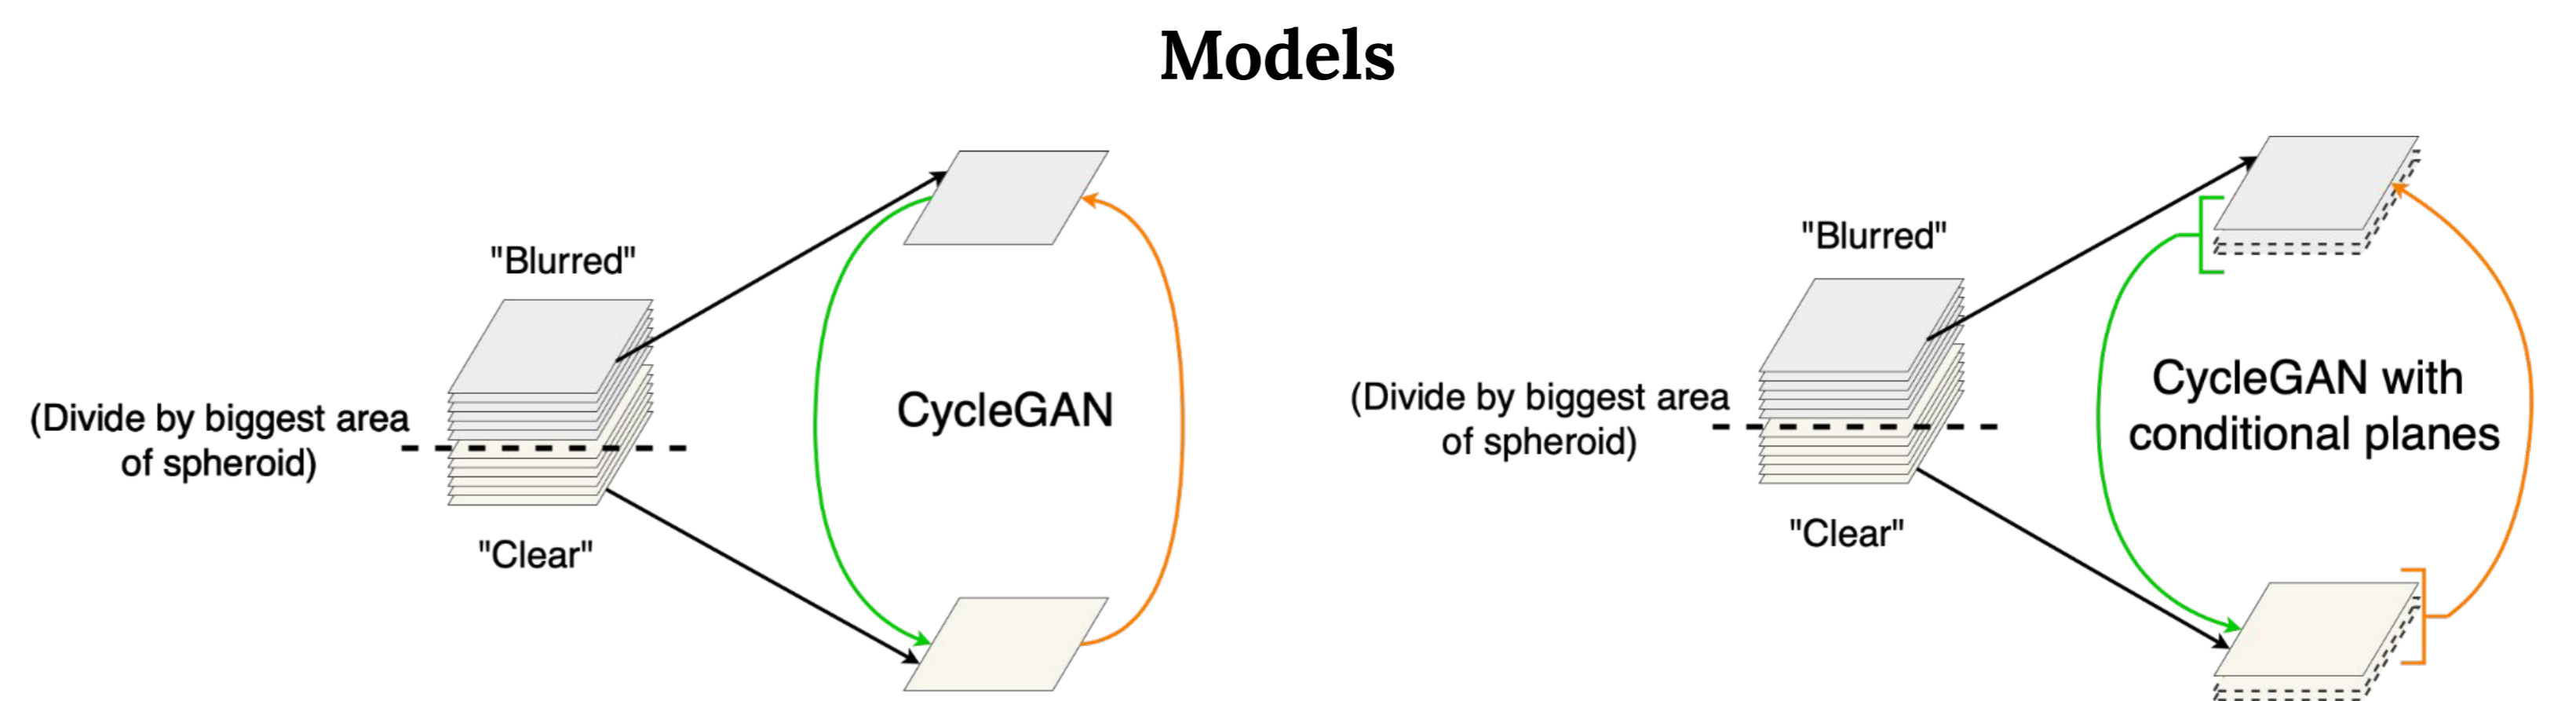 Models
"Blurred"
(Divide by biggest area
of spheroid)
"Clear"
CycleGAN
"Blurred"
(Divide by biggest area
of spheroid)
"Clear"
CycleGAN with
conditional planes